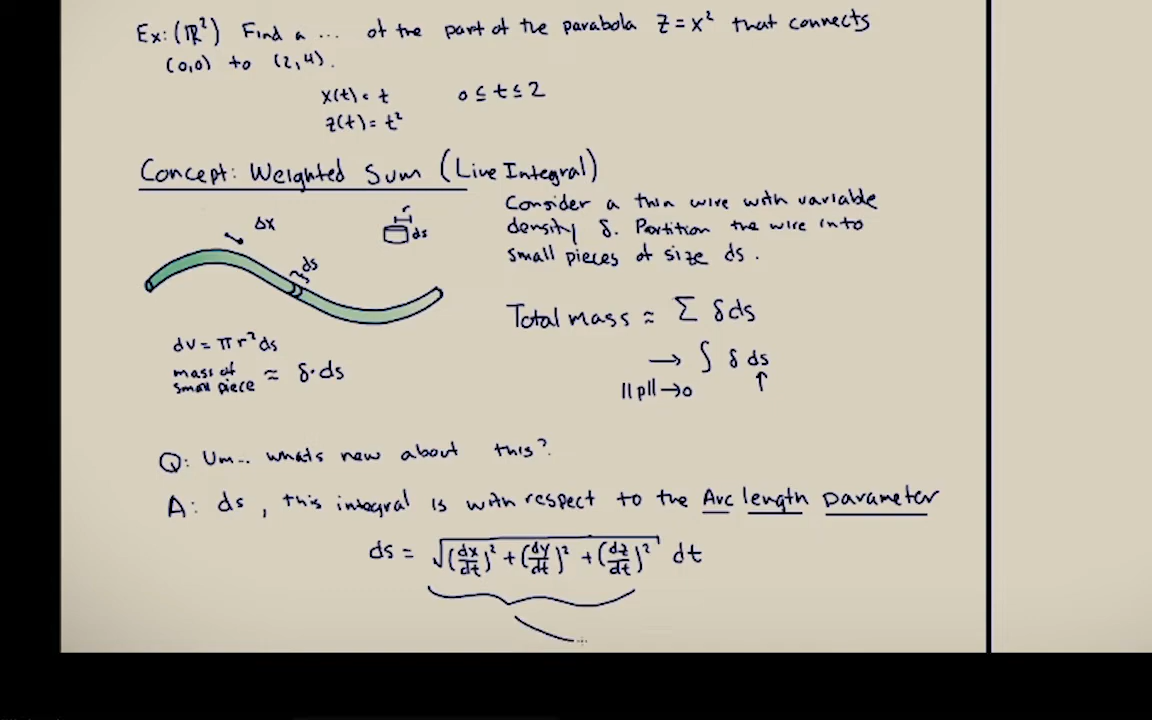 Ex: (ℝ²) Find a ... of the part of the parabola z = x² that connects
(0,0) to (2,4).
x(t) = t 0 ≤ t ≤ 2
z(t) = t²
Concept: Weighted Sum (Line Integral)
Consider a thin wire with variable
density δ. Partition the wire into
small pieces of size ds.
Δx
r
ds
ds
Total mass ≈ Σ δds
→ ∫ δ ds
||p||→0 ↑
dv = πr²ds
mass of
small piece ≈ δ·ds
Q: Um... whats new about this?
A: ds, this integral is with respect to the Arc length parameter
ds = √((dx/dt)² + (dy/dt)² + (dz/dt)²) dt